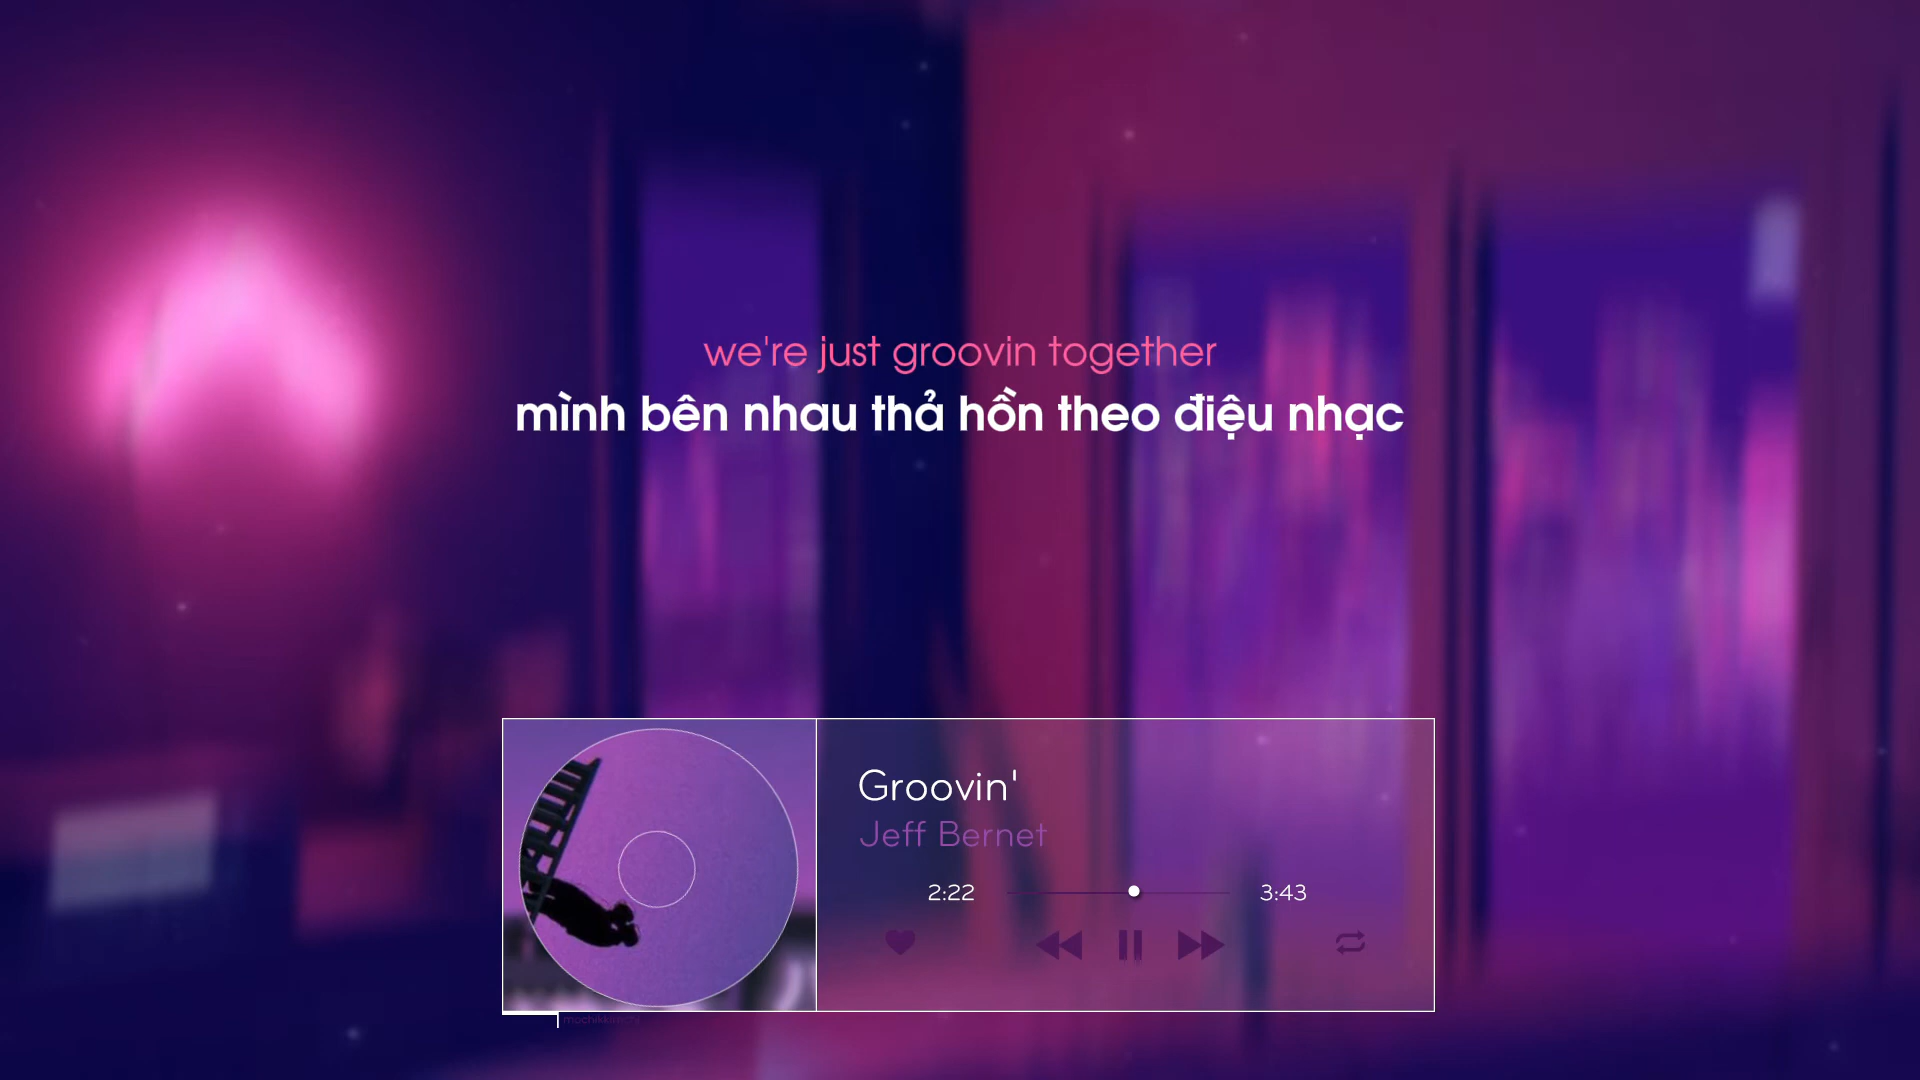 we're just groovin together
mình bên nhau thả hồn theo điệu nhạc
Groovin'
Jeff Bernet
2:22
3:43